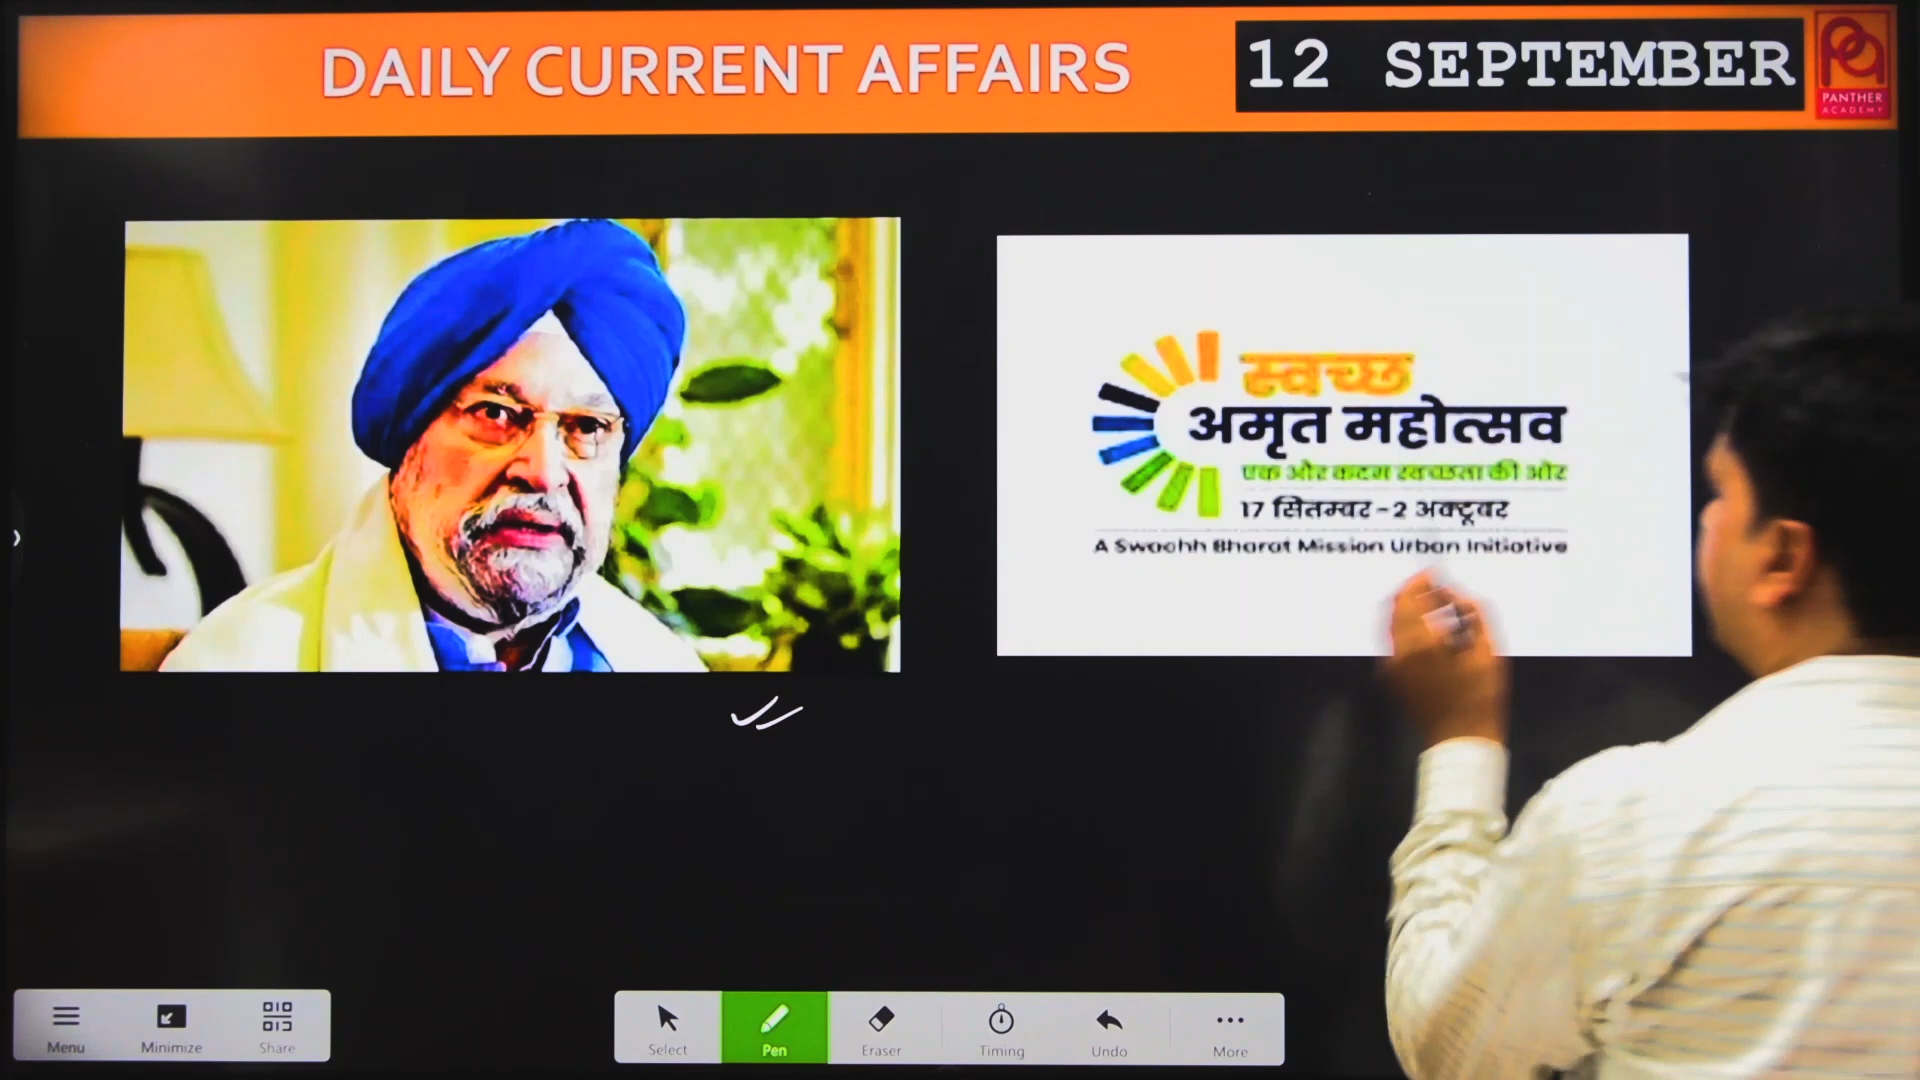 DAILY CURRENT AFFAIRS
12 SEPTEMBER
PANTHER
ACADEMY
स्वच्छ
अमृत महोत्सव
एक और कदम स्वच्छता की ओर
17 सितम्बर - 2 अक्टूबर
A Swachh Bharat Mission Urban Initiative
Menu
Minimize
Share
Select
Pen
Eraser
Timing
Undo
More